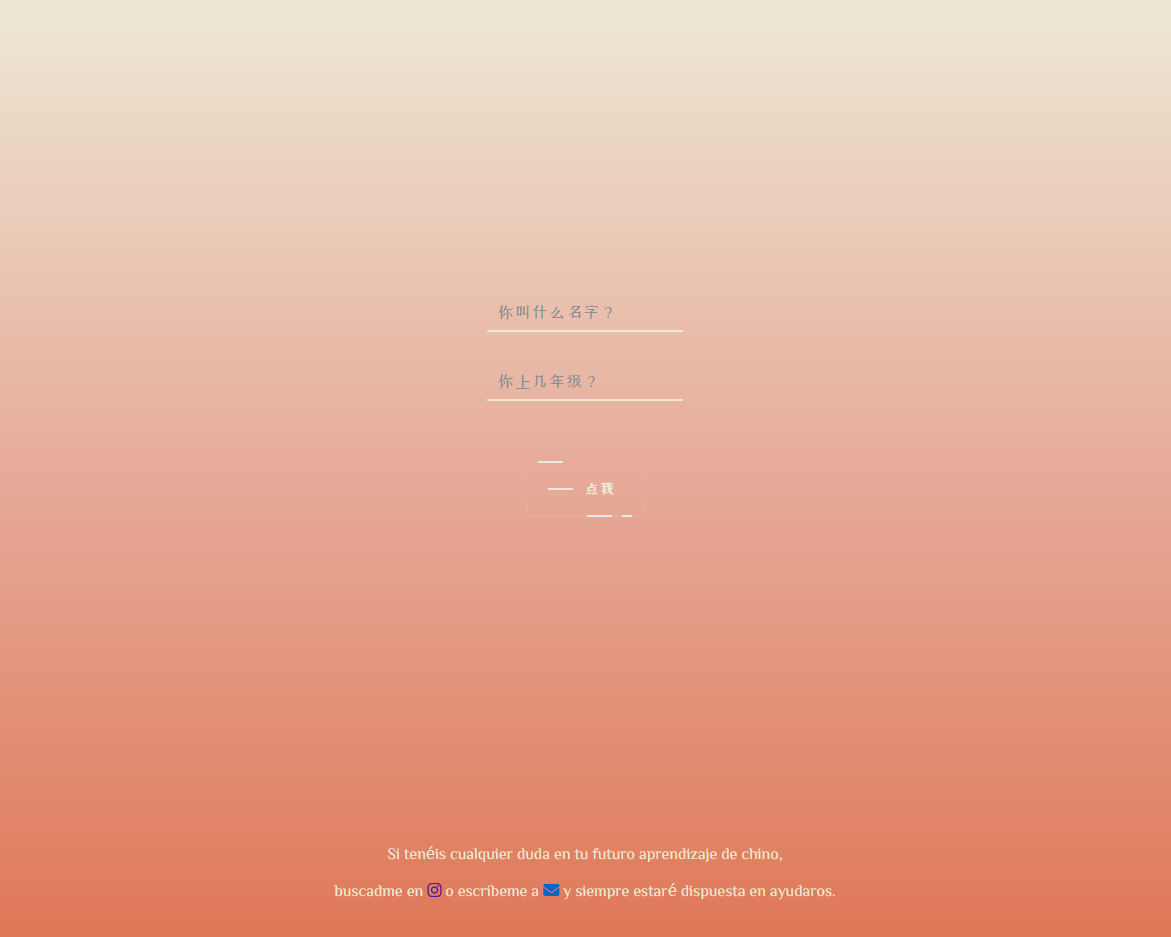 你叫什么名字？
你上几年级？
点我
Si tenéis cualquier duda en tu futuro aprendizaje de chino,
buscadme en o escribeme a y siempre estaré dispuesta en ayudaros.